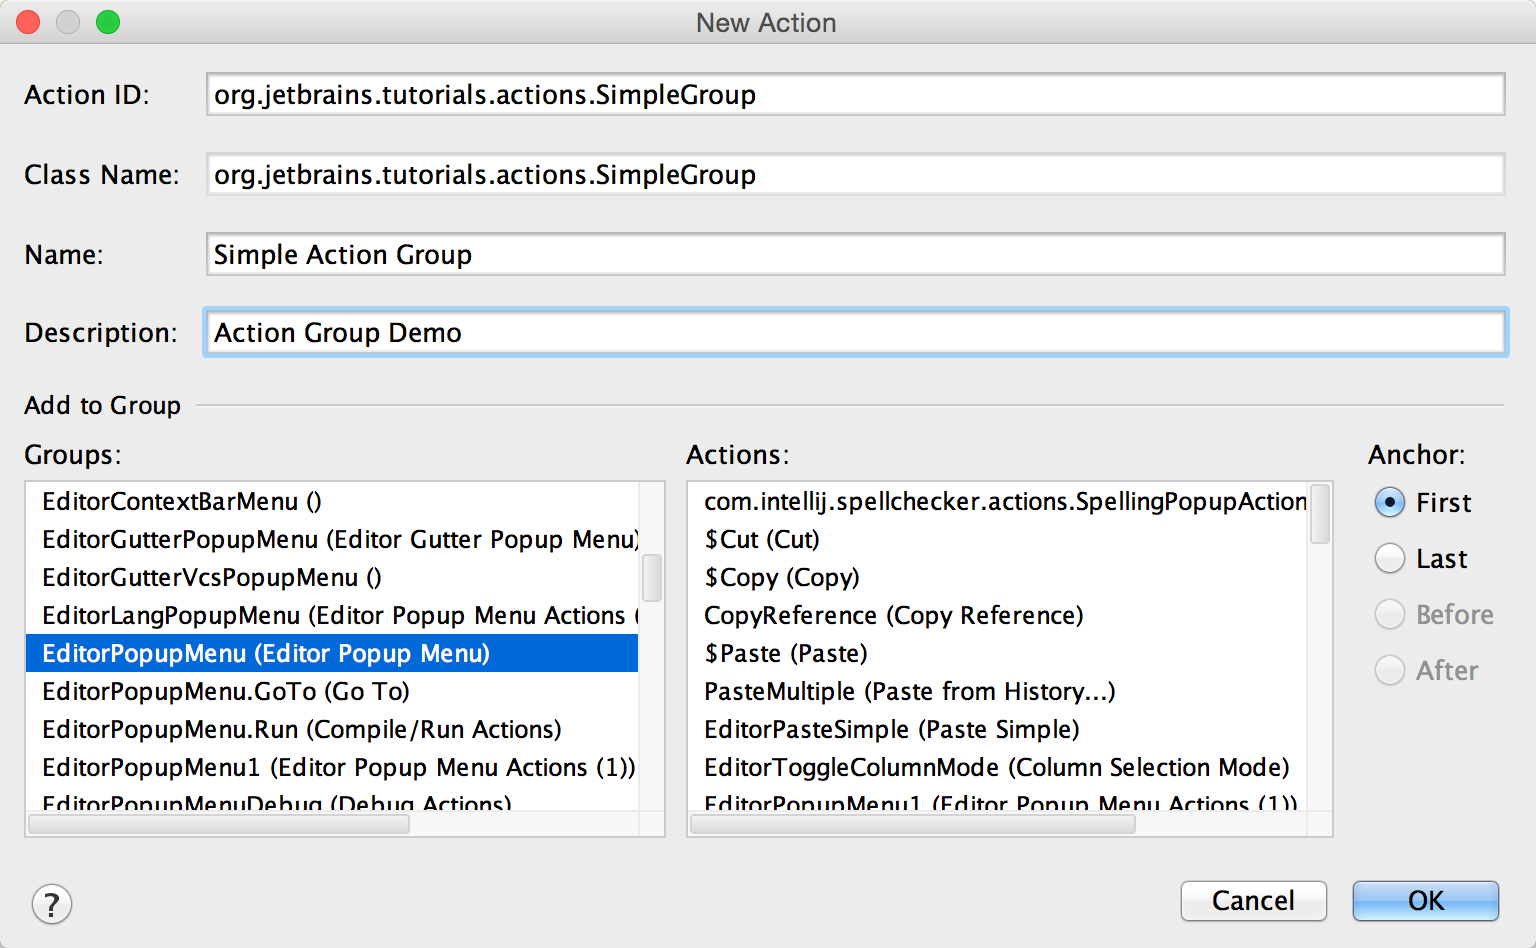 New Action
Action ID: org.jetbrains.tutorials.actions.SimpleGroup
Class Name: org.jetbrains.tutorials.actions.SimpleGroup
Name: Simple Action Group
Description: Action Group Demo
Add to Group
Groups:
EditorContextBarMenu ()
EditorGutterPopupMenu (Editor Gutter Popup Menu)
EditorGutterVcsPopupMenu ()
EditorLangPopupMenu (Editor Popup Menu Actions (
EditorPopupMenu (Editor Popup Menu)
EditorPopupMenu.GoTo (Go To)
EditorPopupMenu.Run (Compile/Run Actions)
EditorPopupMenu1 (Editor Popup Menu Actions (1))
EditorPopupMenuDebug (Debug Actions)
Actions:
com.intellij.spellchecker.actions.SpellingPopupAction
$Cut (Cut)
$Copy (Copy)
CopyReference (Copy Reference)
$Paste (Paste)
PasteMultiple (Paste from History...)
EditorPasteSimple (Paste Simple)
EditorToggleColumnMode (Column Selection Mode)
EditorPopupMenu1 (Editor Popup Menu Actions (1))
Anchor:
First
Last
Before
After
?
Cancel
OK